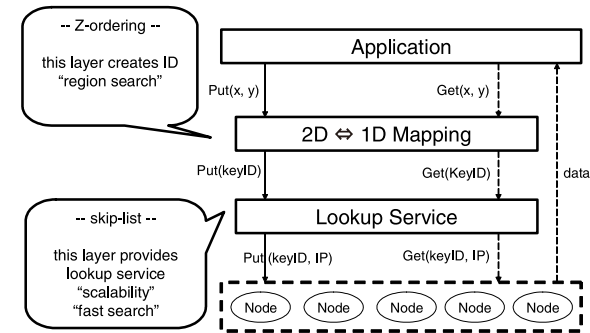 -- Z-ordering --
this layer creates ID
“region search”
Application
Put(x, y)
Get(x, y)
2D ⇔ 1D Mapping
Put(keyID)
Get(KeyID)
data
-- skip-list --
this layer provides
lookup service
“scalability”
“fast search”
Lookup Service
Put (keyID, IP)
Get(keyID, IP)
Node
Node
Node
Node
Node